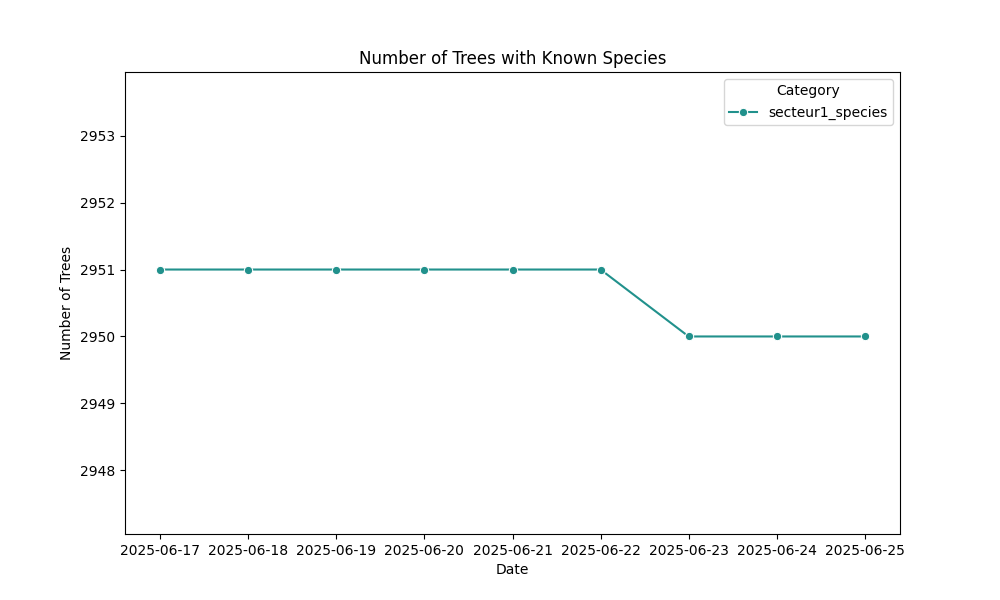 Number of Trees with Known Species
Category
secteur1_species
2953
2952
2951
2950
2949
2948
Number of Trees
2025-06-17 2025-06-18 2025-06-19 2025-06-20 2025-06-21 2025-06-22 2025-06-23 2025-06-24 2025-06-25
Date